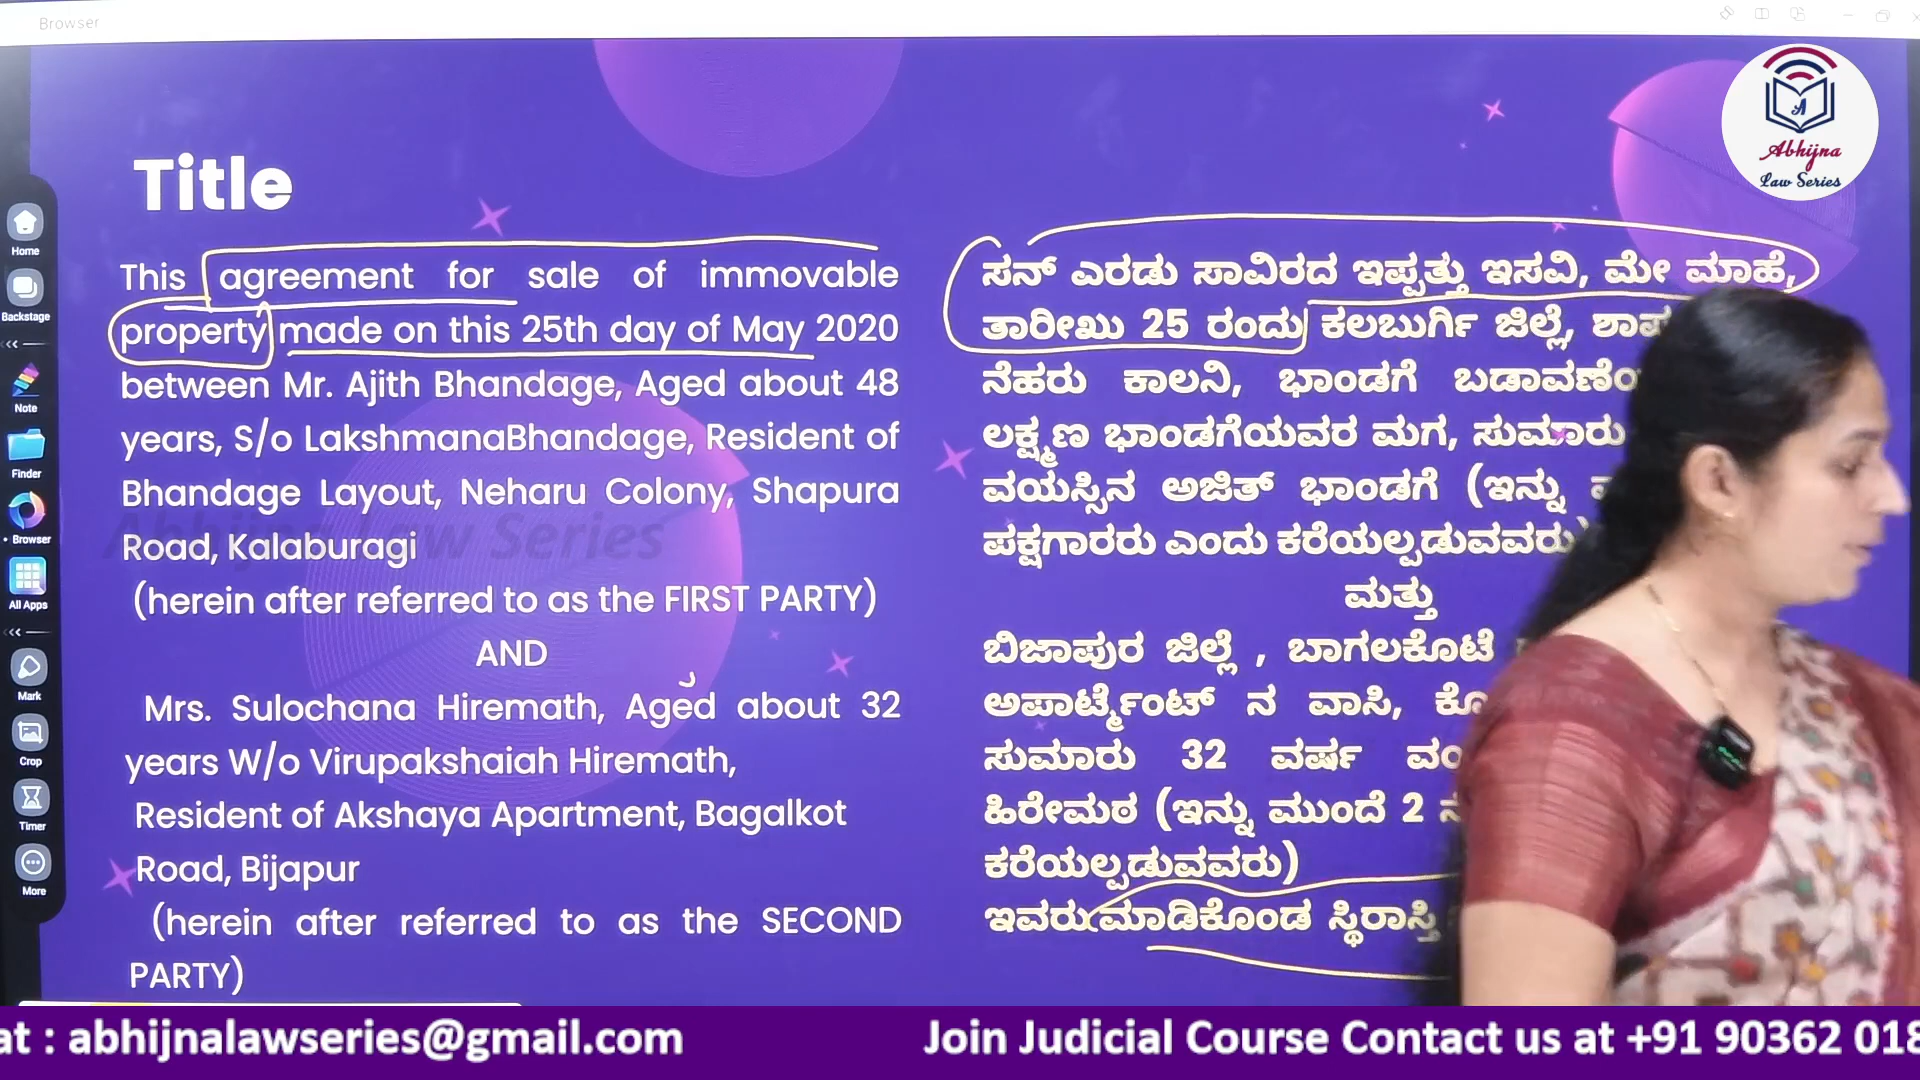 Browser
Abhijna
Law Series
Title
This agreement for sale of immovable
property made on this 25th day of May 2020
between Mr. Ajith Bhandage, Aged about 48
years, S/o LakshmanaBhandage, Resident of
Bhandage Layout, Neharu Colony, Shapura
Road, Kalaburagi
(herein after referred to as the FIRST PARTY)
AND
Mrs. Sulochana Hiremath, Aged about 32
years W/o Virupakshaiah Hiremath,
Resident of Akshaya Apartment, Bagalkot
Road, Bijapur
(herein after referred to as the SECOND
PARTY)
ಸನ್ ಎರಡು ಸಾವಿರದ ಇಪ್ಪತ್ತು ಇಸವಿ, ಮೇ ಮಾಹೆ,
ತಾರೀಖು 25 ರಂದು ಕಲಬುರ್ಗಿ ಜಿಲ್ಲೆ,
ನೆಹರು ಕಾಲನಿ, ಭಾಂಡಗೆ
ಲಕ್ಷ್ಮಣ ಭಾಂಡಗೆಯವರ ಮಗ, ಸುಮಾರು
ವಯಸ್ಸಿನ ಅಜಿತ್ ಭಾಂಡಗೆ (ಇನ್ನು
ಪಕ್ಷಗಾರರು ಎಂದು ಕರೆಯಲ್ಪಡುವವರು)
ಮತ್ತು
ಬಿಜಾಪುರ ಜಿಲ್ಲೆ , ಬಾಗಲಕೊಟೆ
ಅಪಾರ್ಟ್ಮೆಂಟ್ ನ ವಾಸಿ,
ಸುಮಾರು 32 ವರ್ಷ
ಹಿರೇಮಠ (ಇನ್ನು ಮುಂದೆ 2
ಕರೆಯಲ್ಪಡುವವರು)
ಇವರು ಮಾಡಿಕೊಂಡ ಸ್ಥಿರಾಸ್ತಿ
Abhijna Law Series
Home
Backstage
Note
Finder
Browser
All Apps
Mark
Crop
Timer
More
at : abhijnalawseries@gmail.com Join Judicial Course Contact us at +91 90362 018